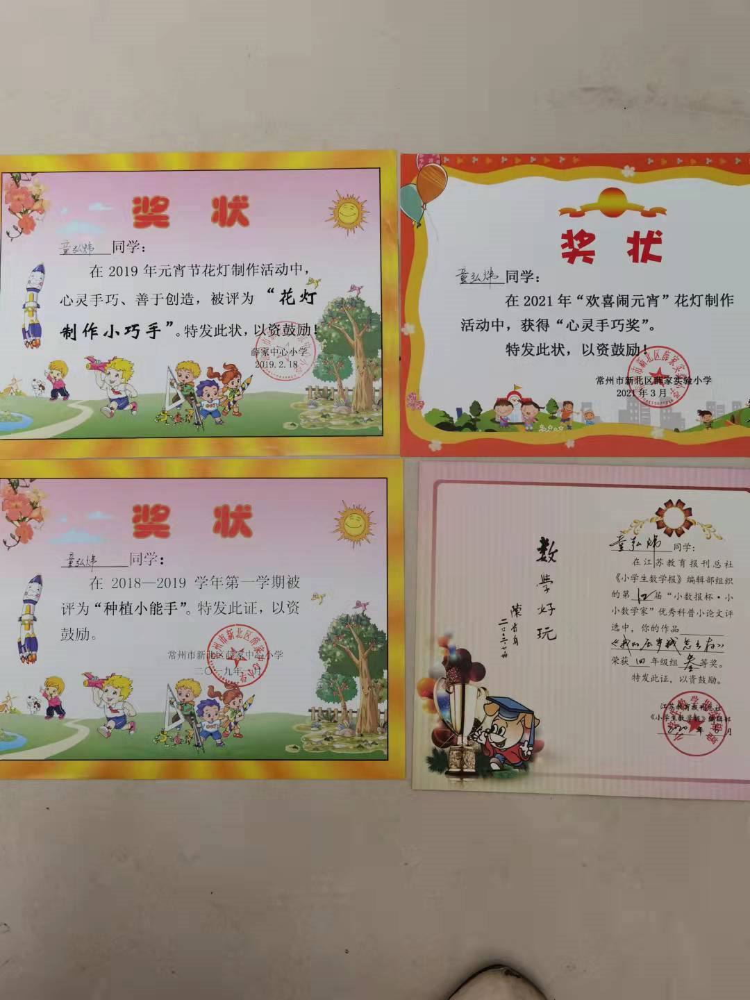 奖 状
童弘炜 同学：
在 2019 年元宵节花灯制作活动中，
心灵手巧、善于创造，被评为“花灯
制作小巧手”。特发此状，以资鼓励！
薛家中心小学
2019.2.18
奖 状
童弘炜 同学：
在 2021 年“欢喜闹元宵”花灯制作
活动中，获得“心灵手巧奖”。
特发此状，以资鼓励！
常州市新北区薛家实验小学
2021 年 3 月
奖 状
童弘炜 同学：
在 2018—2019 学年第一学期被
评为“种植小能手”。特发此证，以资
鼓励。
常州市新北区薛家中心小学
二〇一九年一月
数学好玩
陈省身
童弘炜 同学：
在江苏教育报刊总社
《小学生数学报》编辑部组织
的第 届“小数报杯·小
小数学家”优秀科普小论文评
选中，你的作品
《我的压岁钱怎么存》
荣获 四 年级组 叁 等奖。
特发此证，以资鼓励。
江苏教育报刊总社
《小学生数学报》编辑部
2020 年 6 月